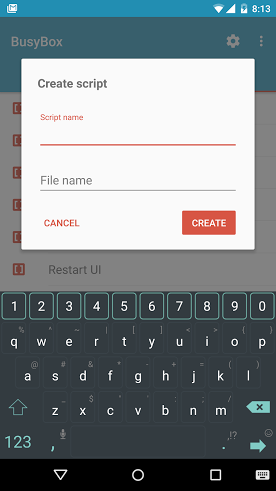 8:13
BusyBox
Create script
Script name
File name
CANCEL CREATE
Restart UI
1 2 3 4 5 6 7 8 9 0
% ^ ~ | [ ] < > { }
q w e r t y u i o p
@ # & * - + = ( )
a s d f g h j k l
z x c v b n m
123 , . ,!?